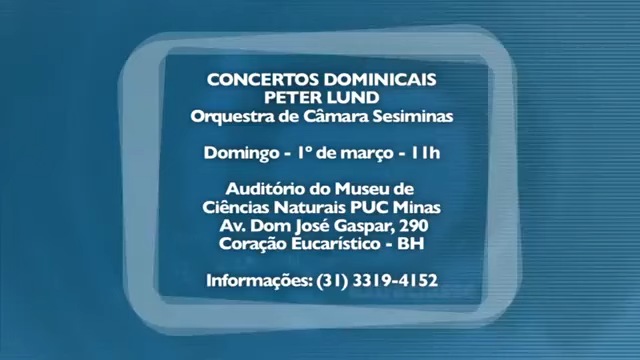 CONCERTOS DOMINICAIS
PETER LUND
Orquestra de Câmara Sesiminas
Domingo - 1º de março - 11h
Auditório do Museu de
Ciências Naturais PUC Minas
Av. Dom José Gaspar, 290
Coração Eucarístico - BH
Informações: (31) 3319-4152